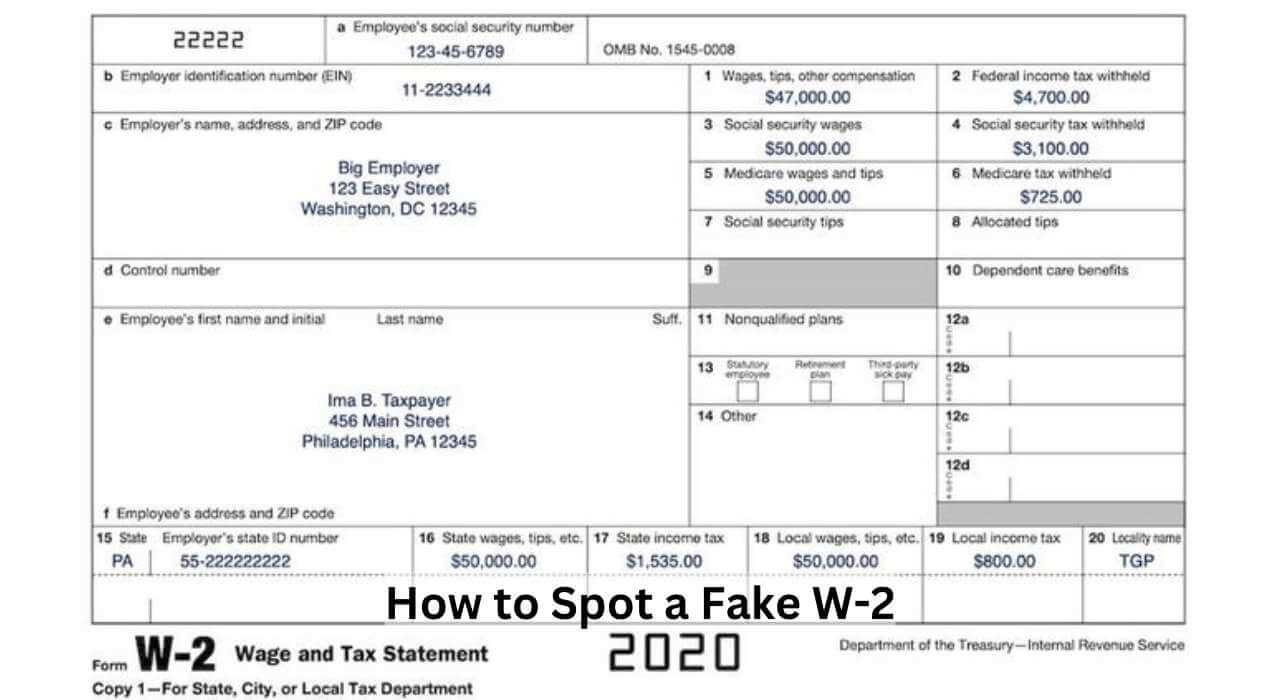 22222
a Employee's social security number
123-45-6789
OMB No. 1545-0008
b Employer identification number (EIN)
11-2233444
1 Wages, tips, other compensation
$47,000.00
2 Federal income tax withheld
$4,700.00
c Employer's name, address, and ZIP code
Big Employer
123 Easy Street
Washington, DC 12345
3 Social security wages
$50,000.00
4 Social security tax withheld
$3,100.00
5 Medicare wages and tips
$50,000.00
6 Medicare tax withheld
$725.00
7 Social security tips
8 Allocated tips
d Control number
9
10 Dependent care benefits
e Employee's first name and initial Last name Suff.
Ima B. Taxpayer
456 Main Street
Philadelphia, PA 12345
f Employee's address and ZIP code
11 Nonqualified plans
12a
13 Statutory employee Retirement plan Third-party sick pay
12b
14 Other
12c
12d
15 State Employer's state ID number
PA 55-222222222
16 State wages, tips, etc.
$50,000.00
17 State income tax
$1,535.00
18 Local wages, tips, etc.
$50,000.00
19 Local income tax
$800.00
20 Locality name
TGP
How to Spot a Fake W-2
Form W-2 Wage and Tax Statement
2020
Department of the Treasury—Internal Revenue Service
Copy 1—For State, City, or Local Tax Department